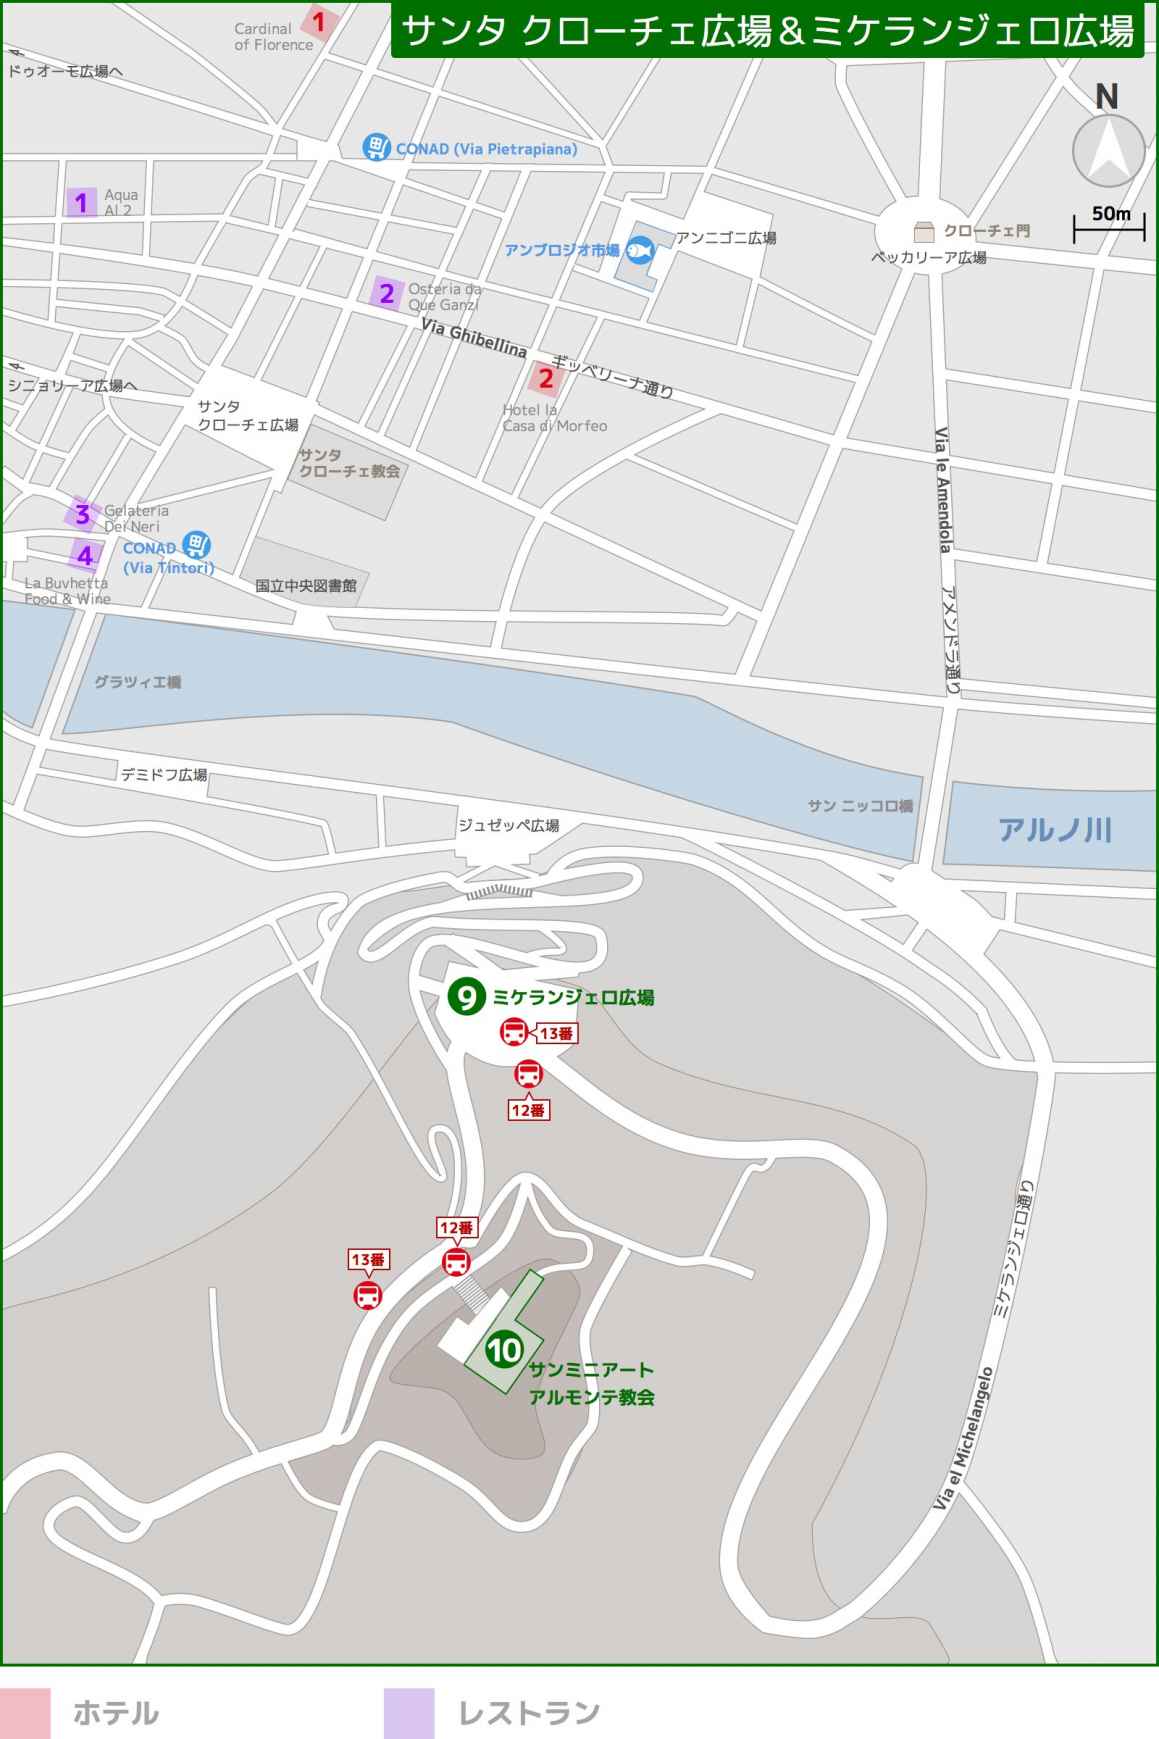 サンタ クローチェ広場＆ミケランジェロ広場
1
Cardinal
of Florence
ドゥオーモ広場へ
N
50m
CONAD (Via Pietrapiana)
1
Aqua
Al 2
アンブロジオ市場
アンニゴニ広場
クローチェ門
ベッカリーア広場
2
Osteria da
Que Ganzi
Via Ghibellina
ギッベリーナ通り
2
Hotel la
Casa di Morfeo
シニョリーア広場へ
サンタ
クローチェ広場
サンタ
クローチェ教会
Via le Amendola
アメンドラ通り
3
Gelateria
Dei Neri
4
CONAD
(Via Tintori)
La Buvhetta
Food & Wine
国立中央図書館
グラツィエ橋
デミドフ広場
ジュゼッペ広場
サン ニッコロ橋
アルノ川
9
ミケランジェロ広場
13番
12番
12番
13番
10
サンミニアート
アルモンテ教会
ミケランジェロ通り
Via el Michelangelo
ホテル
レストラン